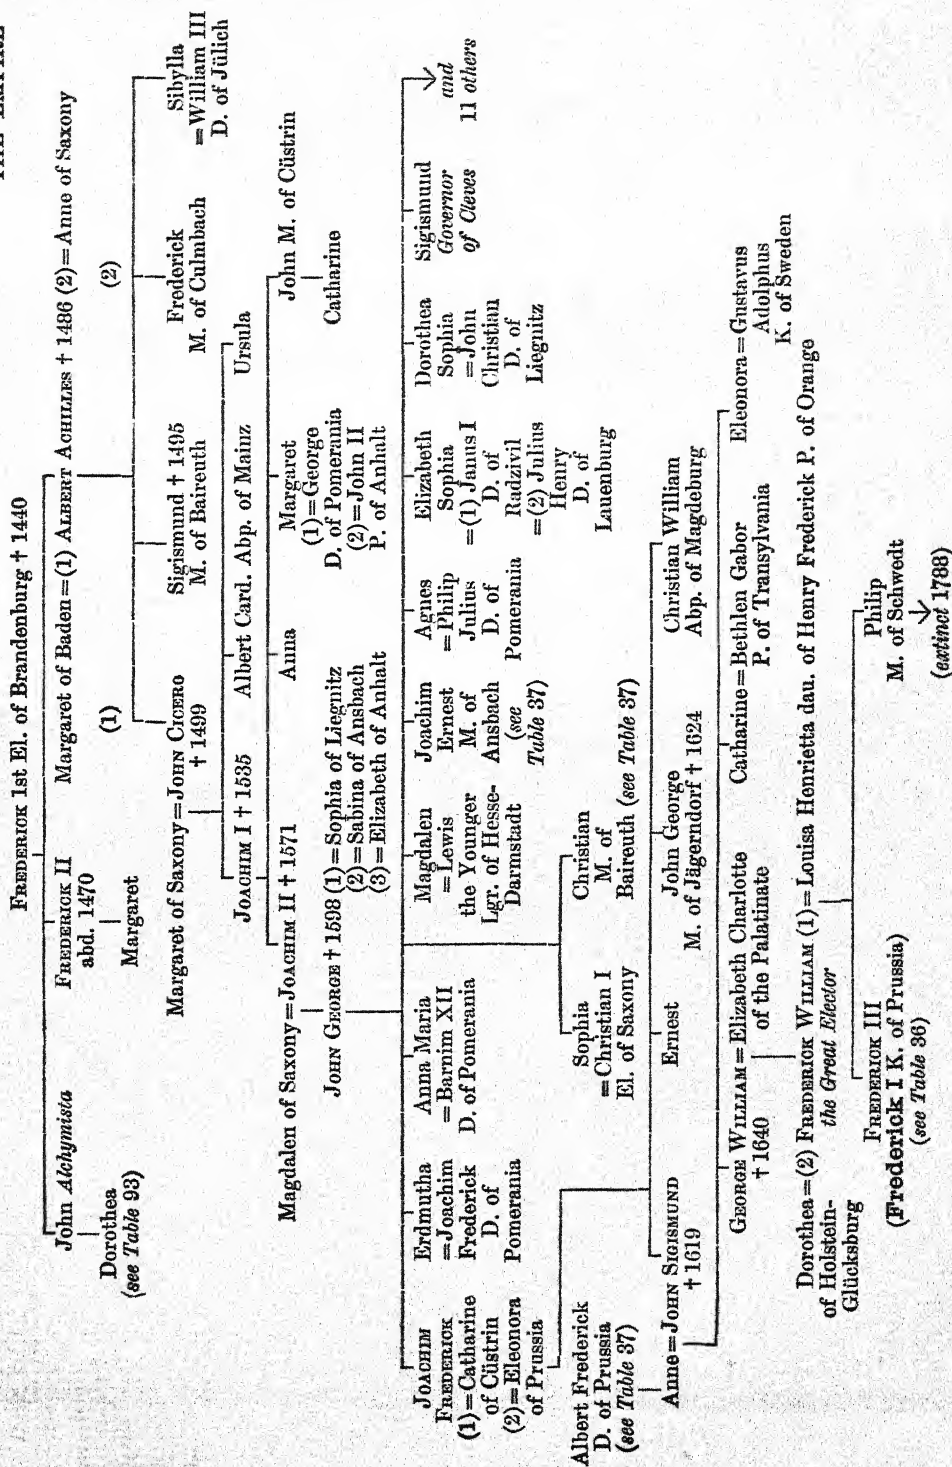 FREDERICK 1st El. of Brandenburg † 1440
John Alchymista
FREDERICK II
abd. 1470
Margaret of Baden=(1) ALBERT ACHILLES † 1486 (2)=Anne of Saxony
Dorothea
(see Table 93)
Margaret
(1)
(2)
Margaret of Saxony=JOHN CICERO
† 1499
Sigismund † 1495
M. of Baireuth
Frederick
M. of Culmbach
Sibylla
=William III
D. of Jülich
JOACHIM I † 1535
Albert Card. Abp. of Mainz
Ursula
Magdalen of Saxony=JOACHIM II † 1571
Anna
Margaret
(1)=George
D. of Pomerania
(2)=John II
P. of Anhalt
John M. of Cüstrin
Catharine
JOHN GEORGE † 1598 (1)=Sophia of Liegnitz
(2)=Sabina of Ansbach
(3)=Elizabeth of Anhalt
JOACHIM
FREDERICK
(1)=Catharine
of Cüstrin
(2)=Eleonora
of Prussia
Erdmutha
=Joachim
Frederick
D. of
Pomerania
Anna Maria
=Barnim XII
D. of Pomerania
Magdalen
=Lewis
the Younger
Lgr. of Hesse-
Darmstadt
Joachim
Ernest
M. of
Ansbach
(see
Table 37)
Agnes
=Philip
Julius
D. of
Pomerania
Elizabeth
Sophia
=(1) Janus I
D. of
Radzivil
=(2) Julius
Henry
D. of
Lauenburg
Dorothea
Sophia
=John
Christian
D. of
Liegnitz
Sigismund
Governor
of Cleves
and
11 others
Sophia
=Christian I
El. of Saxony
Christian
M. of
Baireuth (see Table 37)
Albert Frederick
D. of Prussia
(see Table 37)
Anne=JOHN SIGISMUND
† 1619
Ernest
John George
M. of Jägerndorf † 1624
Christian William
Abp. of Magdeburg
GEORGE WILLIAM=Elizabeth Charlotte
† 1640
of the Palatinate
Catharine=Bethlen Gabor
P. of Transylvania
Eleonora=Gustavus
Adolphus
K. of Sweden
Dorothea=(2) FREDERICK WILLIAM (1)=Louisa Henrietta dau. of Henry Frederick P. of Orange
of Holstein-
Glücksburg
the Great Elector
FREDERICK III
(Frederick I K. of Prussia)
(see Table 36)
Philip
M. of Schwedt
(extinct 1788)